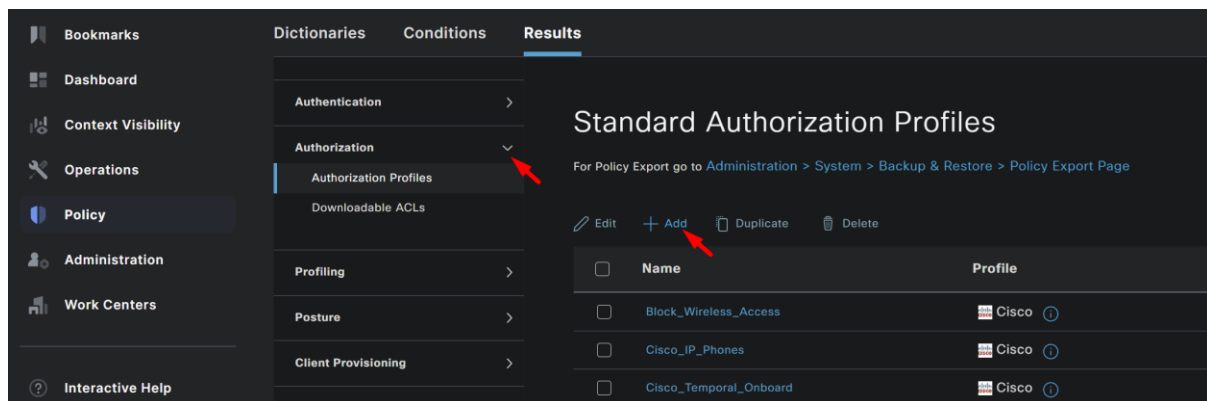 Bookmarks
Dashboard
Context Visibility
Operations
Policy
Administration
Work Centers
Interactive Help
Dictionaries Conditions Results
Authentication
Authorization
Authorization Profiles
Downloadable ACLs
Profiling
Posture
Client Provisioning
Standard Authorization Profiles
For Policy Export go to Administration > System > Backup & Restore > Policy Export Page
Edit Add Duplicate Delete
Name Profile
Block_Wireless_Access Cisco
Cisco_IP_Phones Cisco
Cisco_Temporal_Onboard Cisco